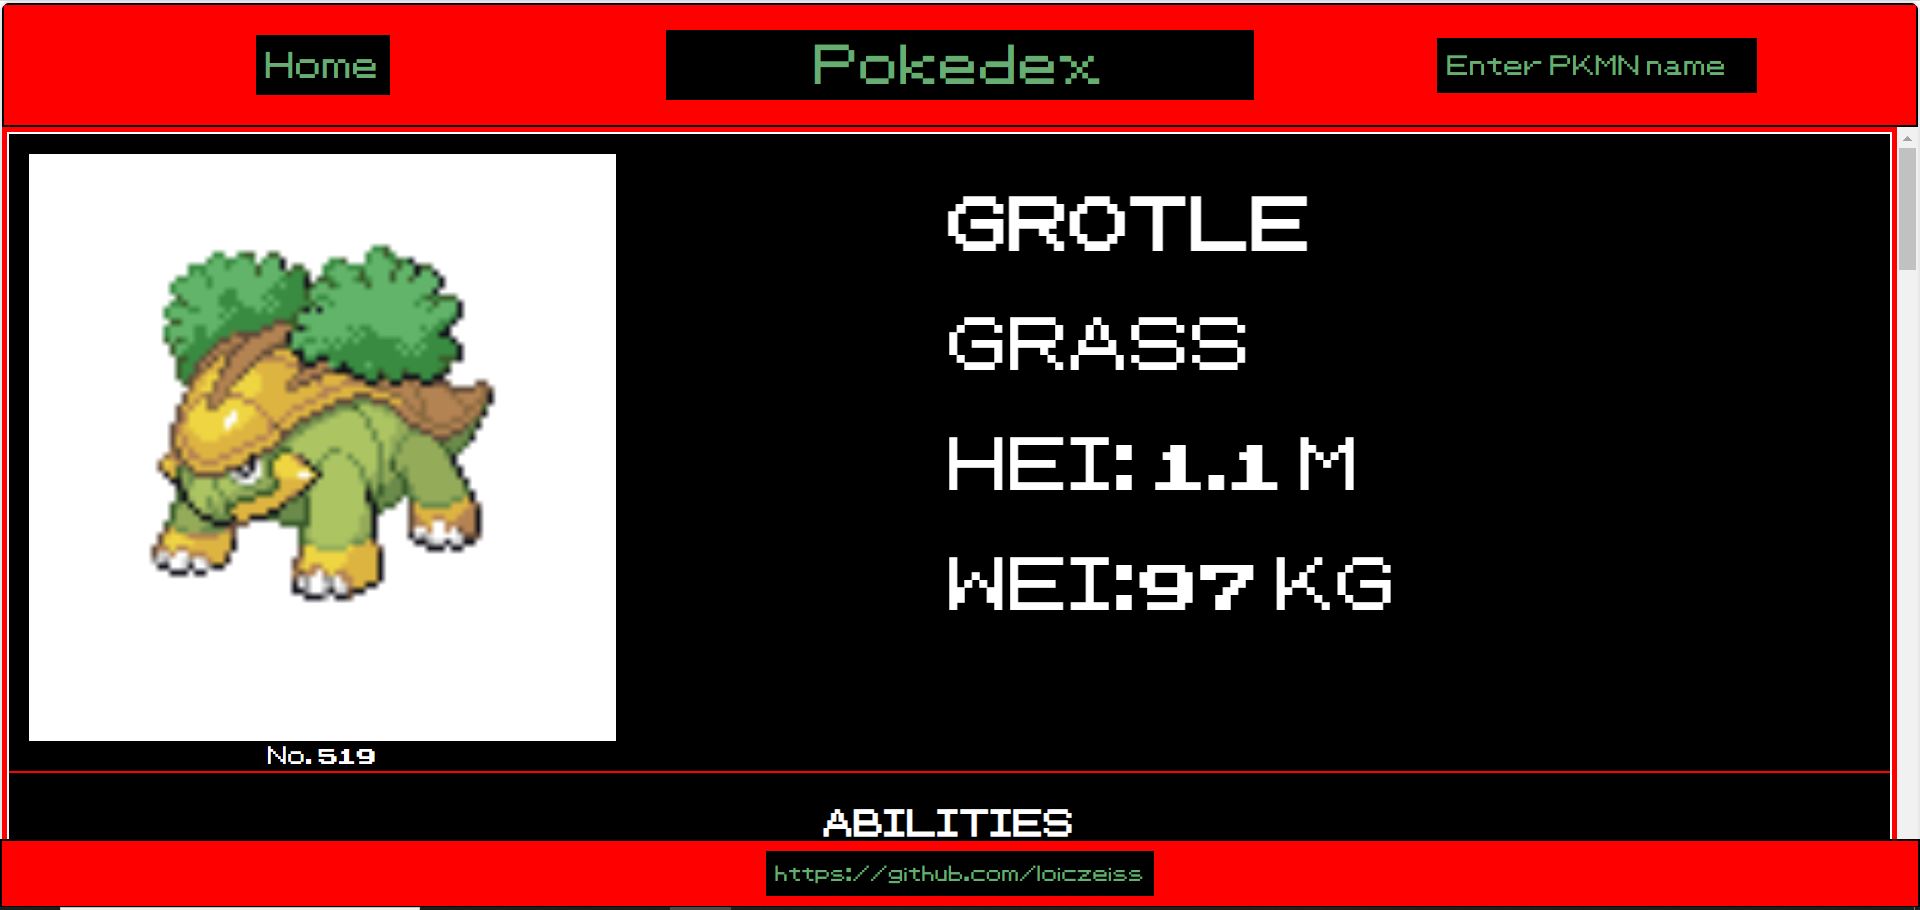 Home
Pokedex
Enter PKMN name
GROTLE
GRASS
HEI: 1.1 M
WEI:97 KG
No. 519
ABILITIES
https://github.com/loiczeiss